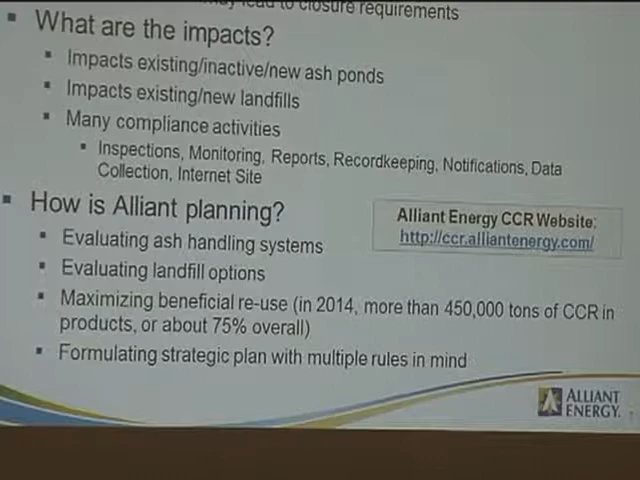 lead to closure requirements
▪ What are the impacts?
▪ Impacts existing/inactive/new ash ponds
▪ Impacts existing/new landfills
▪ Many compliance activities
▪ Inspections, Monitoring, Reports, Recordkeeping, Notifications, Data
Collection, Internet Site
▪ How is Alliant planning?
Alliant Energy CCR Website:
http://ccr.alliantenergy.com/
▪ Evaluating ash handling systems
▪ Evaluating landfill options
▪ Maximizing beneficial re-use (in 2014, more than 450,000 tons of CCR in
products, or about 75% overall)
▪ Formulating strategic plan with multiple rules in mind
ALLIANT
ENERGY.